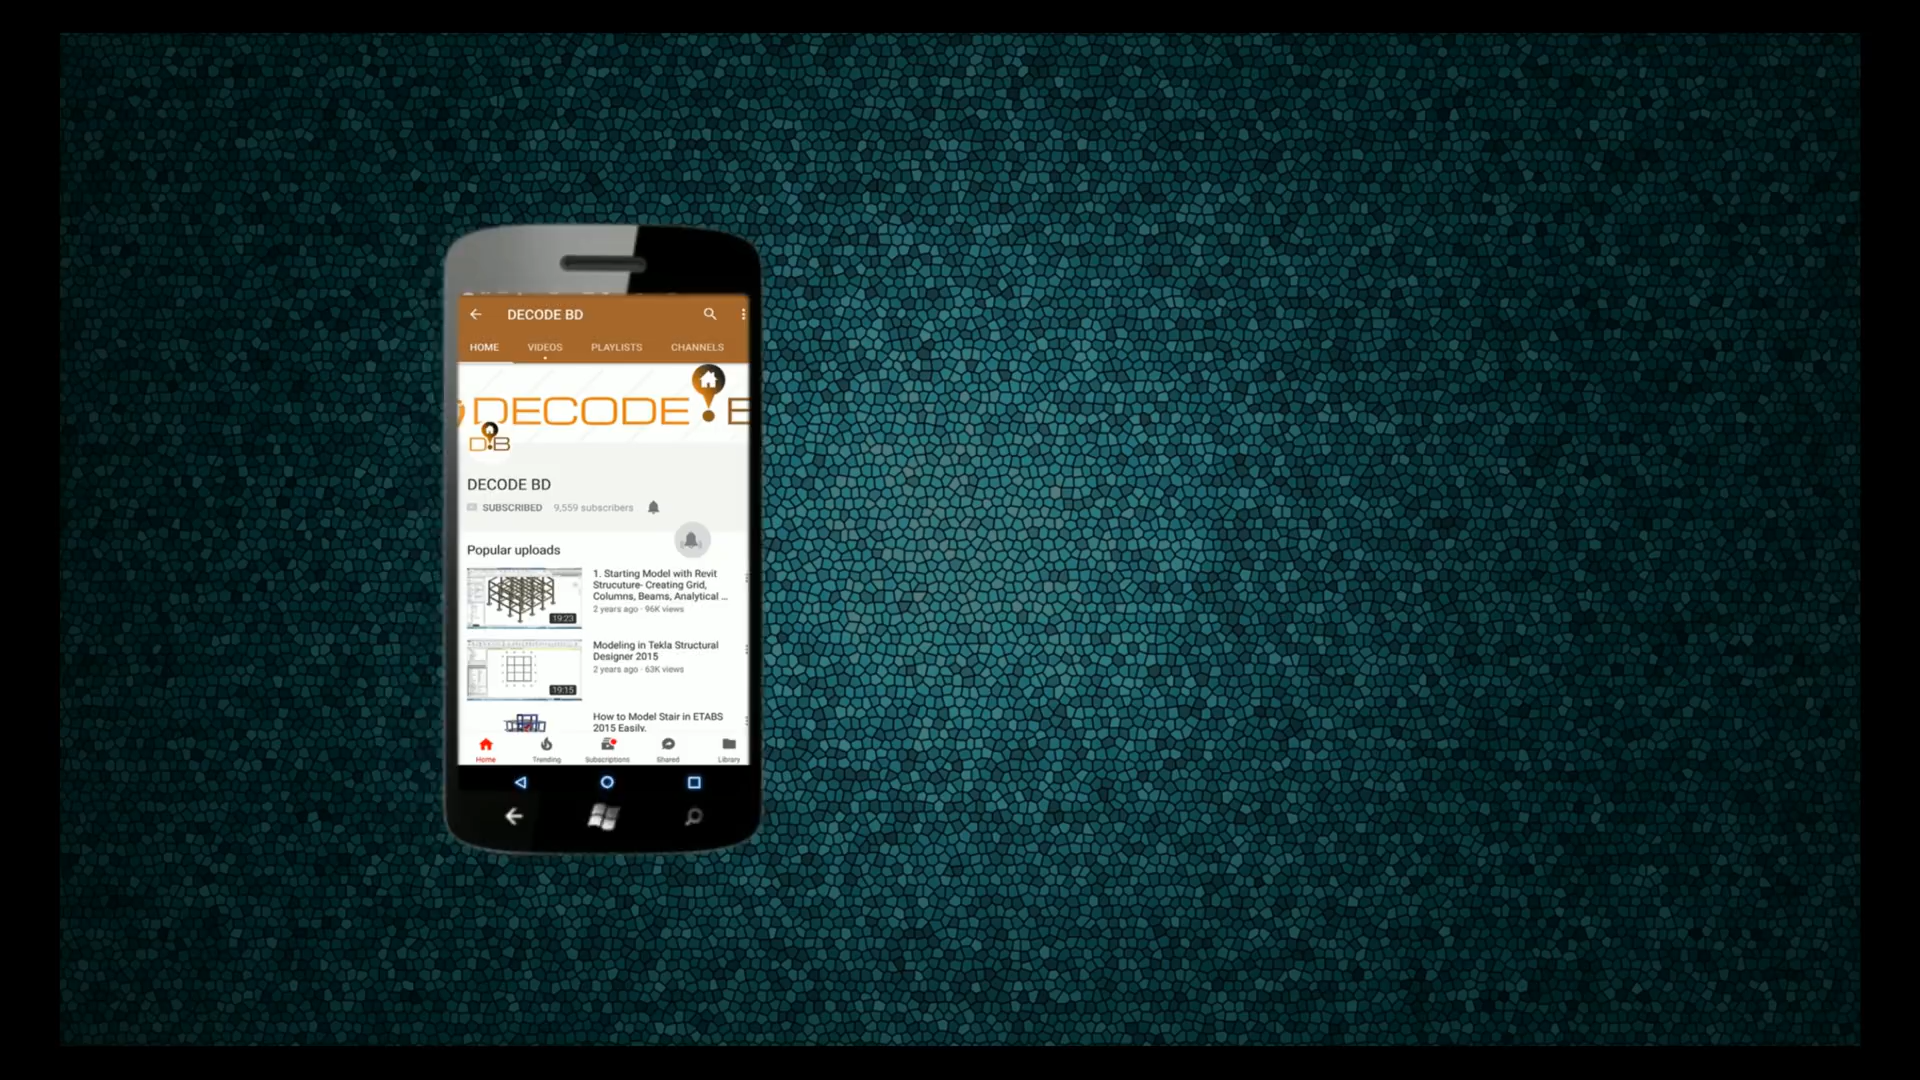 DECODE BD
HOME VIDEOS PLAYLISTS CHANNELS
DECODE B
D B
DECODE BD
SUBSCRIBED 9,559 subscribers
Popular uploads
1. Starting Model with Revit
Strucuture- Creating Grid,
Columns, Beams, Analytical ...
2 years ago · 96K views
19:23
Modeling in Tekla Structural
Designer 2015
2 years ago · 63K views
19:15
How to Model Stair in ETABS
2015 Easily.
Home Trending Subscriptions Shared Library